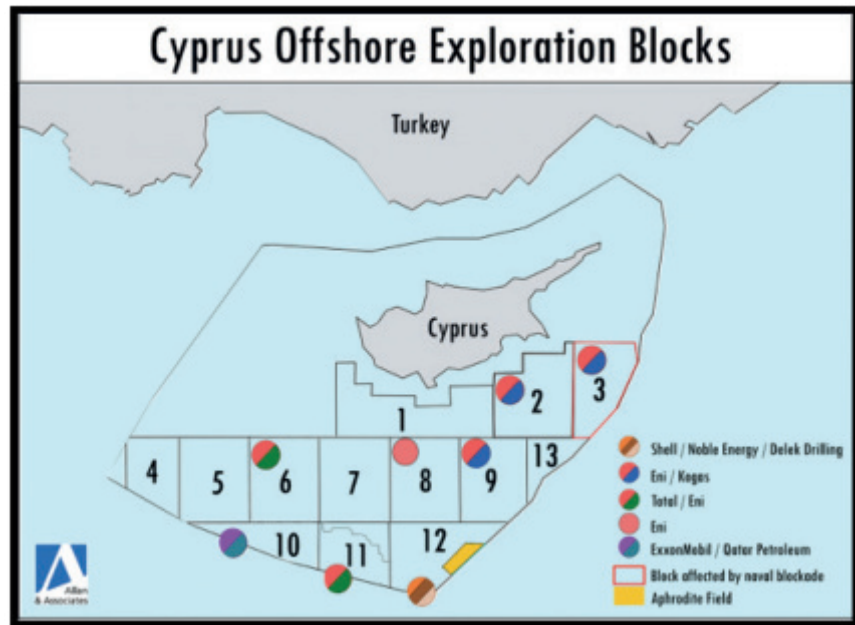 Cyprus Offshore Exploration Blocks
Turkey
Cyprus
1
2
3
4
5
6
7
8
9
13
10
11
12
Shell / Noble Energy / Delek Drilling
Eni / Kogas
Total / Eni
Eni
ExxonMobil / Qatar Petroleum
Block affected by naval blockade
Aphrodite Field
Allan
& Associates